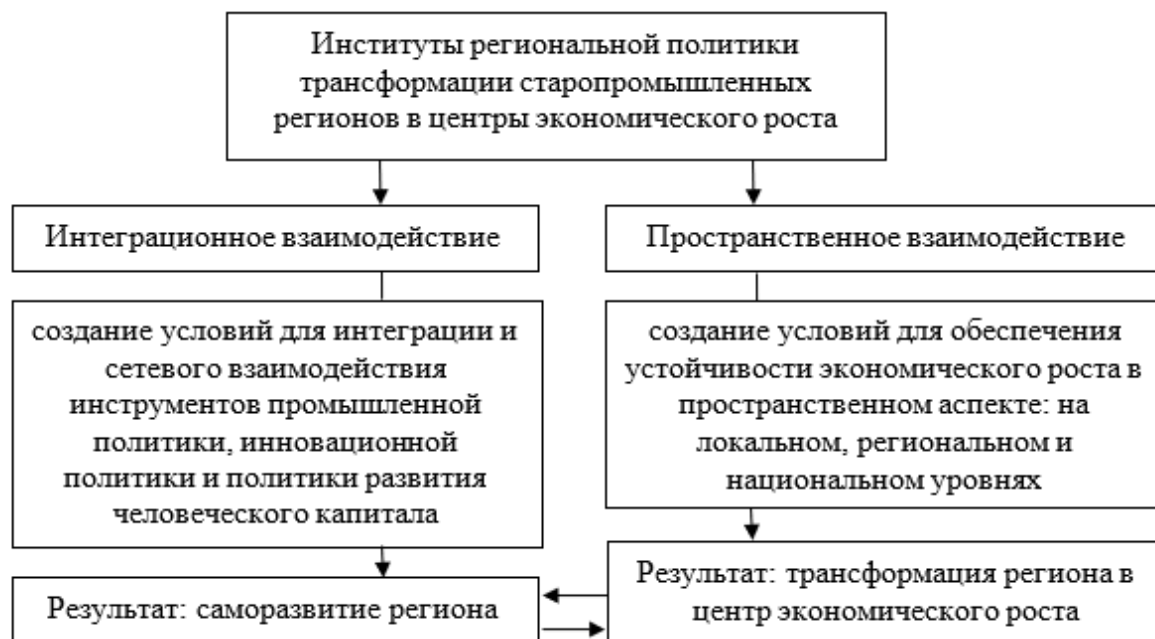 Институты региональной политики
трансформации старопромышленных
регионов в центры экономического роста
Интеграционное взаимодействие
Пространственное взаимодействие
создание условий для интеграции и
сетевого взаимодействия
инструментов промышленной
политики, инновационной
политики и политики развития
человеческого капитала
создание условий для обеспечения
устойчивости экономического роста в
пространственном аспекте: на
локальном, региональном и
национальном уровнях
Результат: саморазвитие региона
Результат: трансформация региона в
центр экономического роста